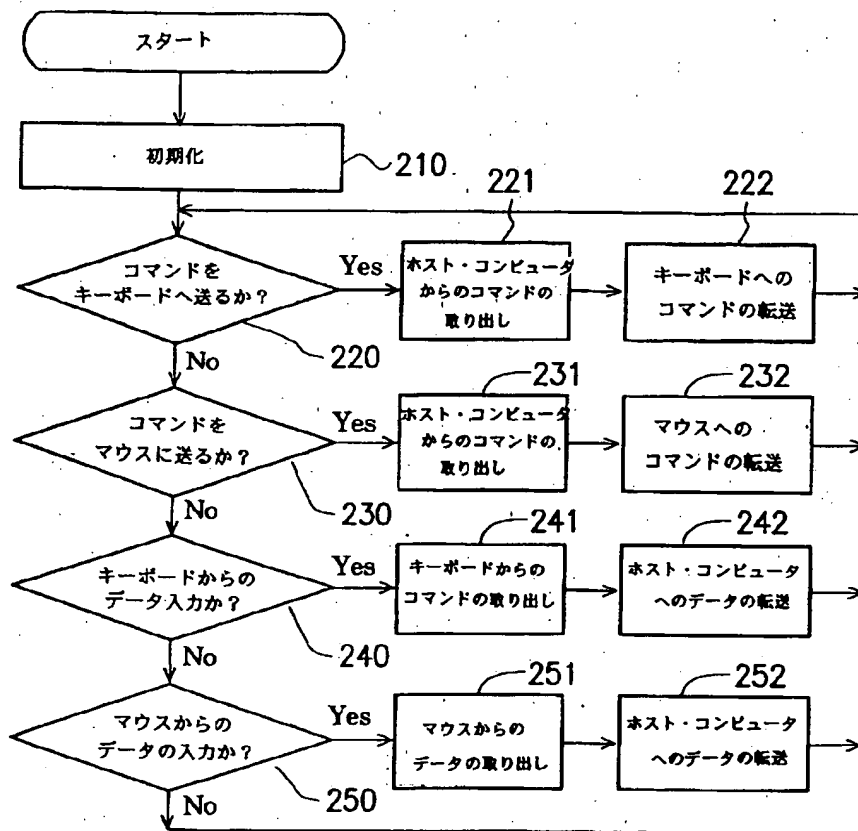 スタート
初期化
210
221
222
コマンドを
キーボードへ送るか?
Yes
ホスト・コンピュータ
からのコマンドの
取り出し
キーボードへの
コマンドの転送
220
No
231
232
コマンドを
マウスに送るか?
Yes
ホスト・コンピュータ
からのコマンドの
取り出し
マウスへの
コマンドの転送
230
No
241
242
キーボードからの
データ入力か?
Yes
キーボードからの
コマンドの取り出し
ホスト・コンピュータ
へのデータの転送
240
No
251
252
マウスからの
データの入力か?
Yes
マウスからの
データの取り出し
ホスト・コンピュータ
へのデータの転送
250
No